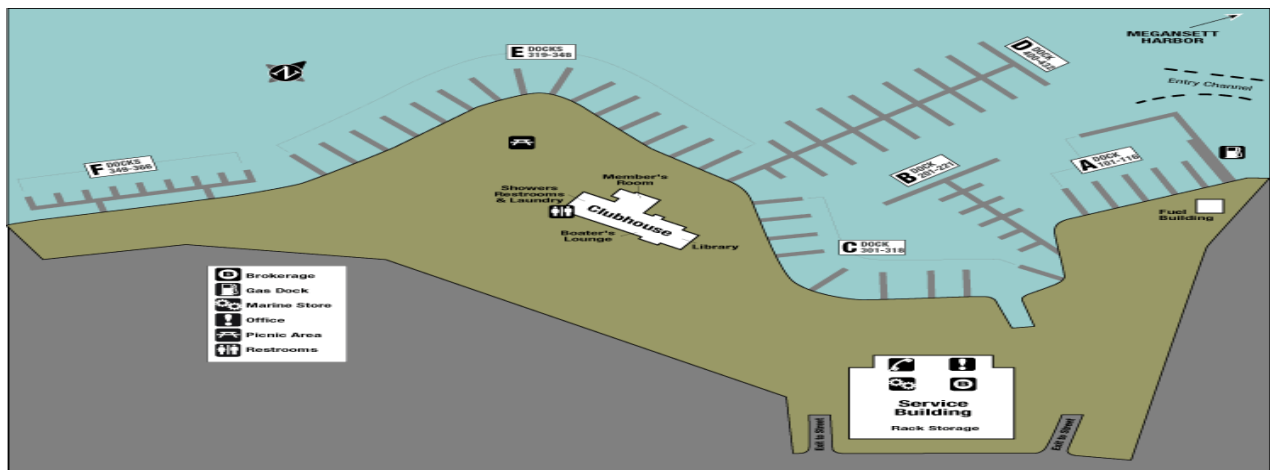 MEGANSETT
HARBOR
Entry Channel
E DOCKS
319-348
D DOCK
400-432
F DOCKS
349-366
B DOCK
201-221
A DOCK
101-116
C DOCK
301-318
Fuel
Building
Member's
Room
Showers
Restrooms
& Laundry
Clubhouse
Boater's
Lounge
Library
B Brokerage
Gas Dock
Marine Store
! Office
Picnic Area
Restrooms
!
B
Service
Building
Rack Storage
Exit to Street
Exit to Street
N